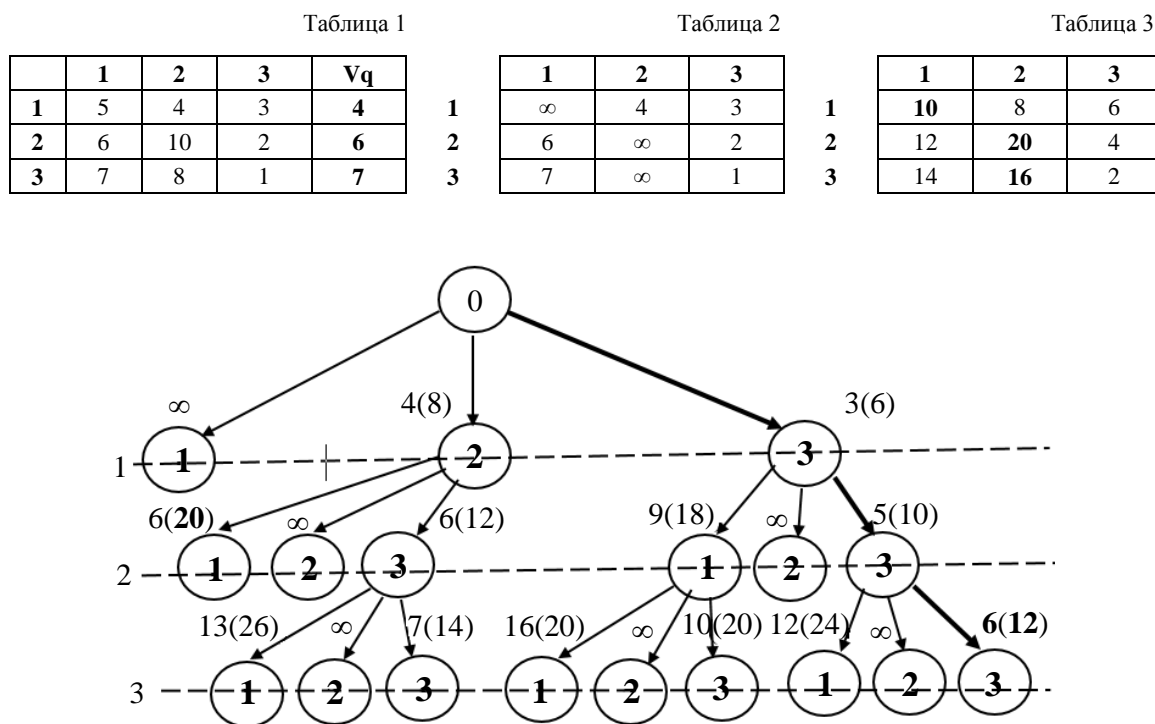 Таблица 1 Таблица 2 Таблица 3
1 2 3 Vq 1 2 3 1 2 3
1 5 4 3 4 1 ∞ 4 3 1 10 8 6
2 6 10 2 6 2 6 ∞ 2 2 12 20 4
3 7 8 1 7 3 7 ∞ 1 3 14 16 2
0
∞ 4(8) 3(6)
1 1 2 3
6(20) ∞ 6(12) 9(18) ∞ 5(10)
2 1 2 3 1 2 3
13(26) ∞ 7(14) 16(20) ∞ 10(20) 12(24) ∞ 6(12)
3 1 2 3 1 2 3 1 2 3